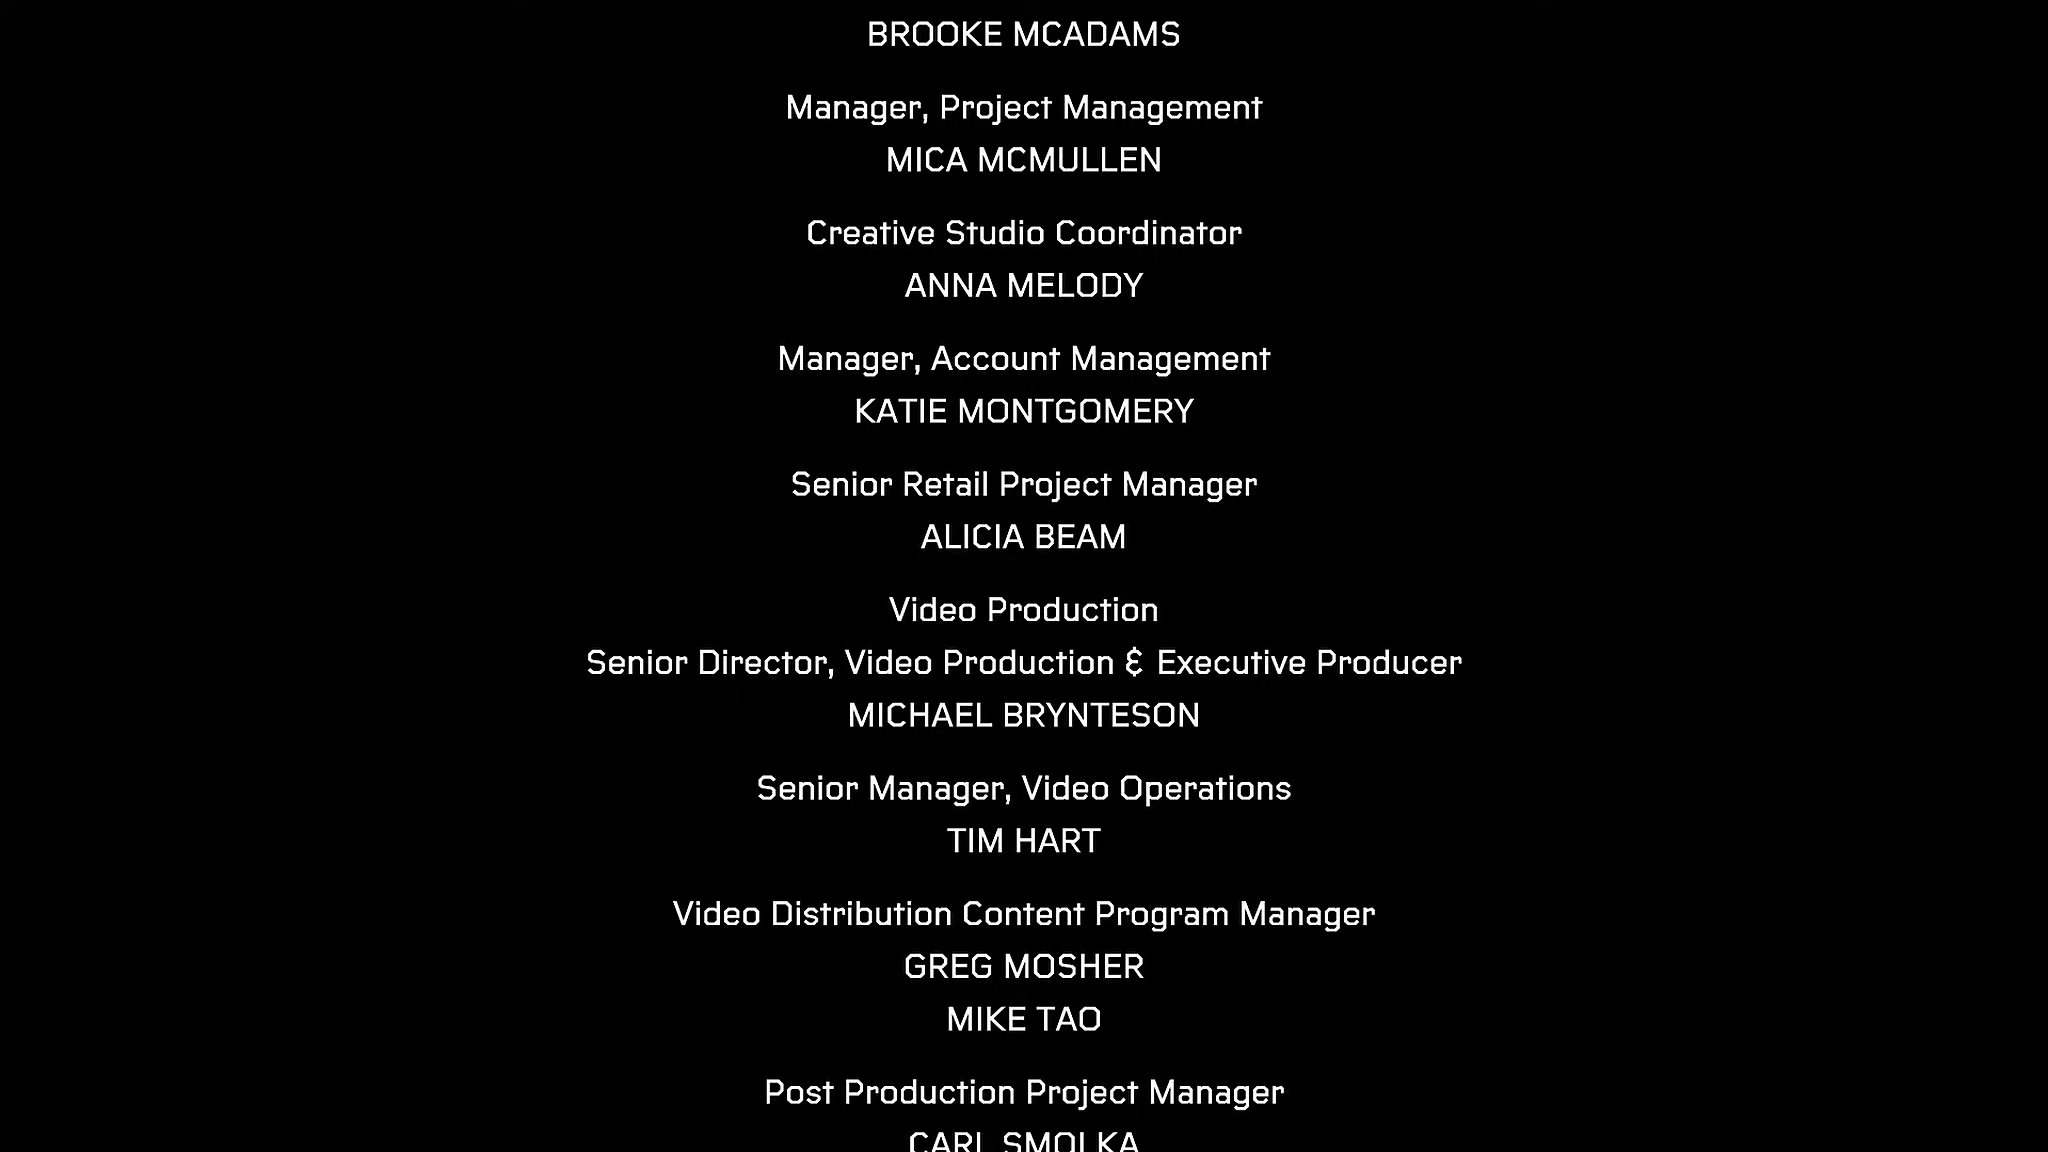 BROOKE MCADAMS
Manager, Project Management
MICA MCMULLEN
Creative Studio Coordinator
ANNA MELODY
Manager, Account Management
KATIE MONTGOMERY
Senior Retail Project Manager
ALICIA BEAM
Video Production
Senior Director, Video Production & Executive Producer
MICHAEL BRYNTESON
Senior Manager, Video Operations
TIM HART
Video Distribution Content Program Manager
GREG MOSHER
MIKE TAO
Post Production Project Manager
CARL SMOLKA